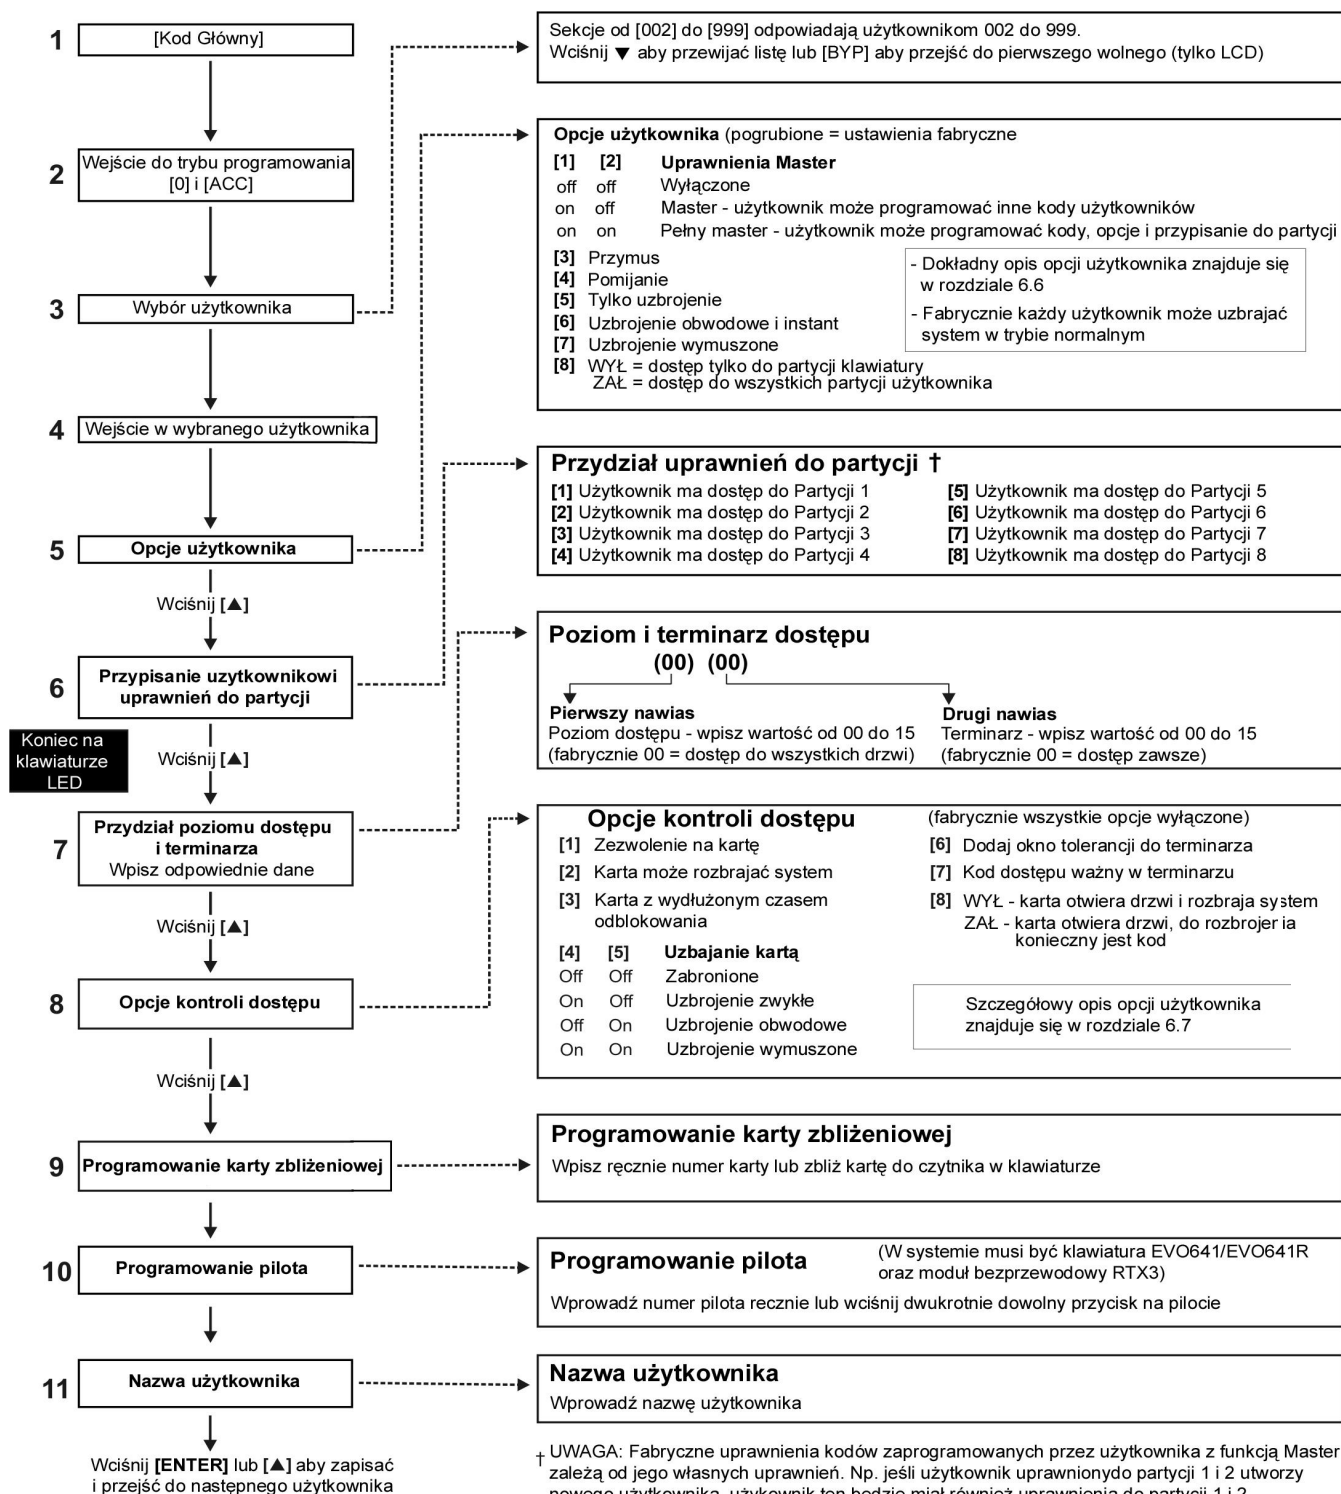 1
[Kod Główny]
2
Wejście do trybu programowania
[0] i [ACC]
3
Wybór użytkownika
4
Wejście w wybranego użytkownika
5
Opcje użytkownika
Wciśnij [▲]
6
Przypisanie uzytkownikowi
uprawnień do partycji
Koniec na
klawiaturze
LED
Wciśnij [▲]
7
Przydział poziomu dostępu
i terminarza
Wpisz odpowiednie dane
Wciśnij [▲]
8
Opcje kontroli dostępu
Wciśnij [▲]
9
Programowanie karty zbliżeniowej
10
Programowanie pilota
11
Nazwa użytkownika
Wciśnij [ENTER] lub [▲] aby zapisać
i przejść do następnego użytkownika
Sekcje od [002] do [999] odpowiadają użytkownikom 002 do 999.
Wciśnij ▼ aby przewijać listę lub [BYP] aby przejść do pierwszego wolnego (tylko LCD)
Opcje użytkownika (pogrubione = ustawienia fabryczne
[1] [2] Uprawnienia Master
off off Wyłączone
on off Master - użytkownik może programować inne kody użytkowników
on on Pełny master - użytkownik może programować kody, opcje i przypisanie do partycji
[3] Przymus
[4] Pomijanie
[5] Tylko uzbrojenie
[6] Uzbrojenie obwodowe i instant
[7] Uzbrojenie wymuszone
[8] WYŁ = dostęp tylko do partycji klawiatury
ZAŁ = dostęp do wszystkich partycji użytkownika
- Dokładny opis opcji użytkownika znajduje się
w rozdziale 6.6
- Fabrycznie każdy użytkownik może uzbrajać
system w trybie normalnym
Przydział uprawnień do partycji †
[1] Użytkownik ma dostęp do Partycji 1
[2] Użytkownik ma dostęp do Partycji 2
[3] Użytkownik ma dostęp do Partycji 3
[4] Użytkownik ma dostęp do Partycji 4
[5] Użytkownik ma dostęp do Partycji 5
[6] Użytkownik ma dostęp do Partycji 6
[7] Użytkownik ma dostęp do Partycji 7
[8] Użytkownik ma dostęp do Partycji 8
Poziom i terminarz dostępu
(00) (00)
Pierwszy nawias
Poziom dostępu - wpisz wartość od 00 do 15
(fabrycznie 00 = dostęp do wszystkich drzwi)
Drugi nawias
Terminarz - wpisz wartość od 00 do 15
(fabrycznie 00 = dostęp zawsze)
Opcje kontroli dostępu (fabrycznie wszystkie opcje wyłączone)
[1] Zezwolenie na kartę
[2] Karta może rozbrajać system
[3] Karta z wydłużonym czasem
odblokowania
[4] [5] Uzbajanie kartą
Off Off Zabronione
On Off Uzbrojenie zwykłe
Off On Uzbrojenie obwodowe
On On Uzbrojenie wymuszone
[6] Dodaj okno tolerancji do terminarza
[7] Kod dostępu ważny w terminarzu
[8] WYŁ - karta otwiera drzwi i rozbraja system
ZAŁ - karta otwiera drzwi, do rozbrojenia
konieczny jest kod
Szczegółowy opis opcji użytkownika
znajduje się w rozdziale 6.7
Programowanie karty zbliżeniowej
Wpisz ręcznie numer karty lub zbliż kartę do czytnika w klawiaturze
Programowanie pilota
(W systemie musi być klawiatura EVO641/EVO641R
oraz moduł bezprzewodowy RTX3)
Wprowadź numer pilota recznie lub wciśnij dwukrotnie dowolny przycisk na pilocie
Nazwa użytkownika
Wprowadź nazwę użytkownika
† UWAGA: Fabryczne uprawnienia kodów zaprogramowanych przez użytkownika z funkcją Master
zależą od jego własnych uprawnień. Np. jeśli użytkownik uprawnionydo partycji 1 i 2 utworzy
nowego użytkownika, użykownik ten będzie miał również uprawnienia do partycji 1 i 2